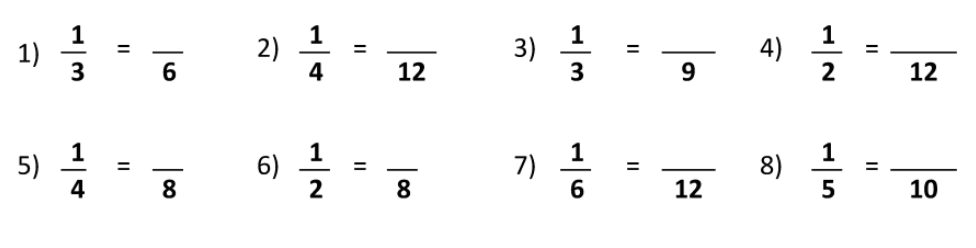 1) 1/3 = __/6 2) 1/4 = __/12 3) 1/3 = __/9 4) 1/2 = __/12
5) 1/4 = __/8 6) 1/2 = __/8 7) 1/6 = __/12 8) 1/5 = __/10